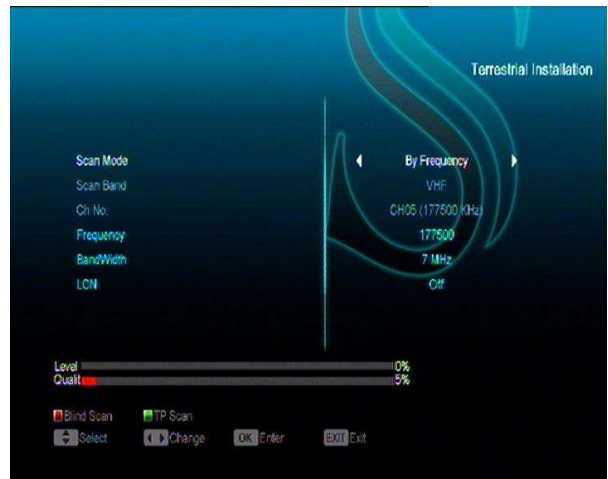 Terrestrial Installation
Scan Mode By Frequency
Scan Band VHF
Ch No. CH05 (177500 KHz)
Frequency 177500
BandWidth 7 MHz
LCN Off
Level 0%
Qualit 5%
Blind Scan TP Scan
Select Change OK Enter EXIT Exit